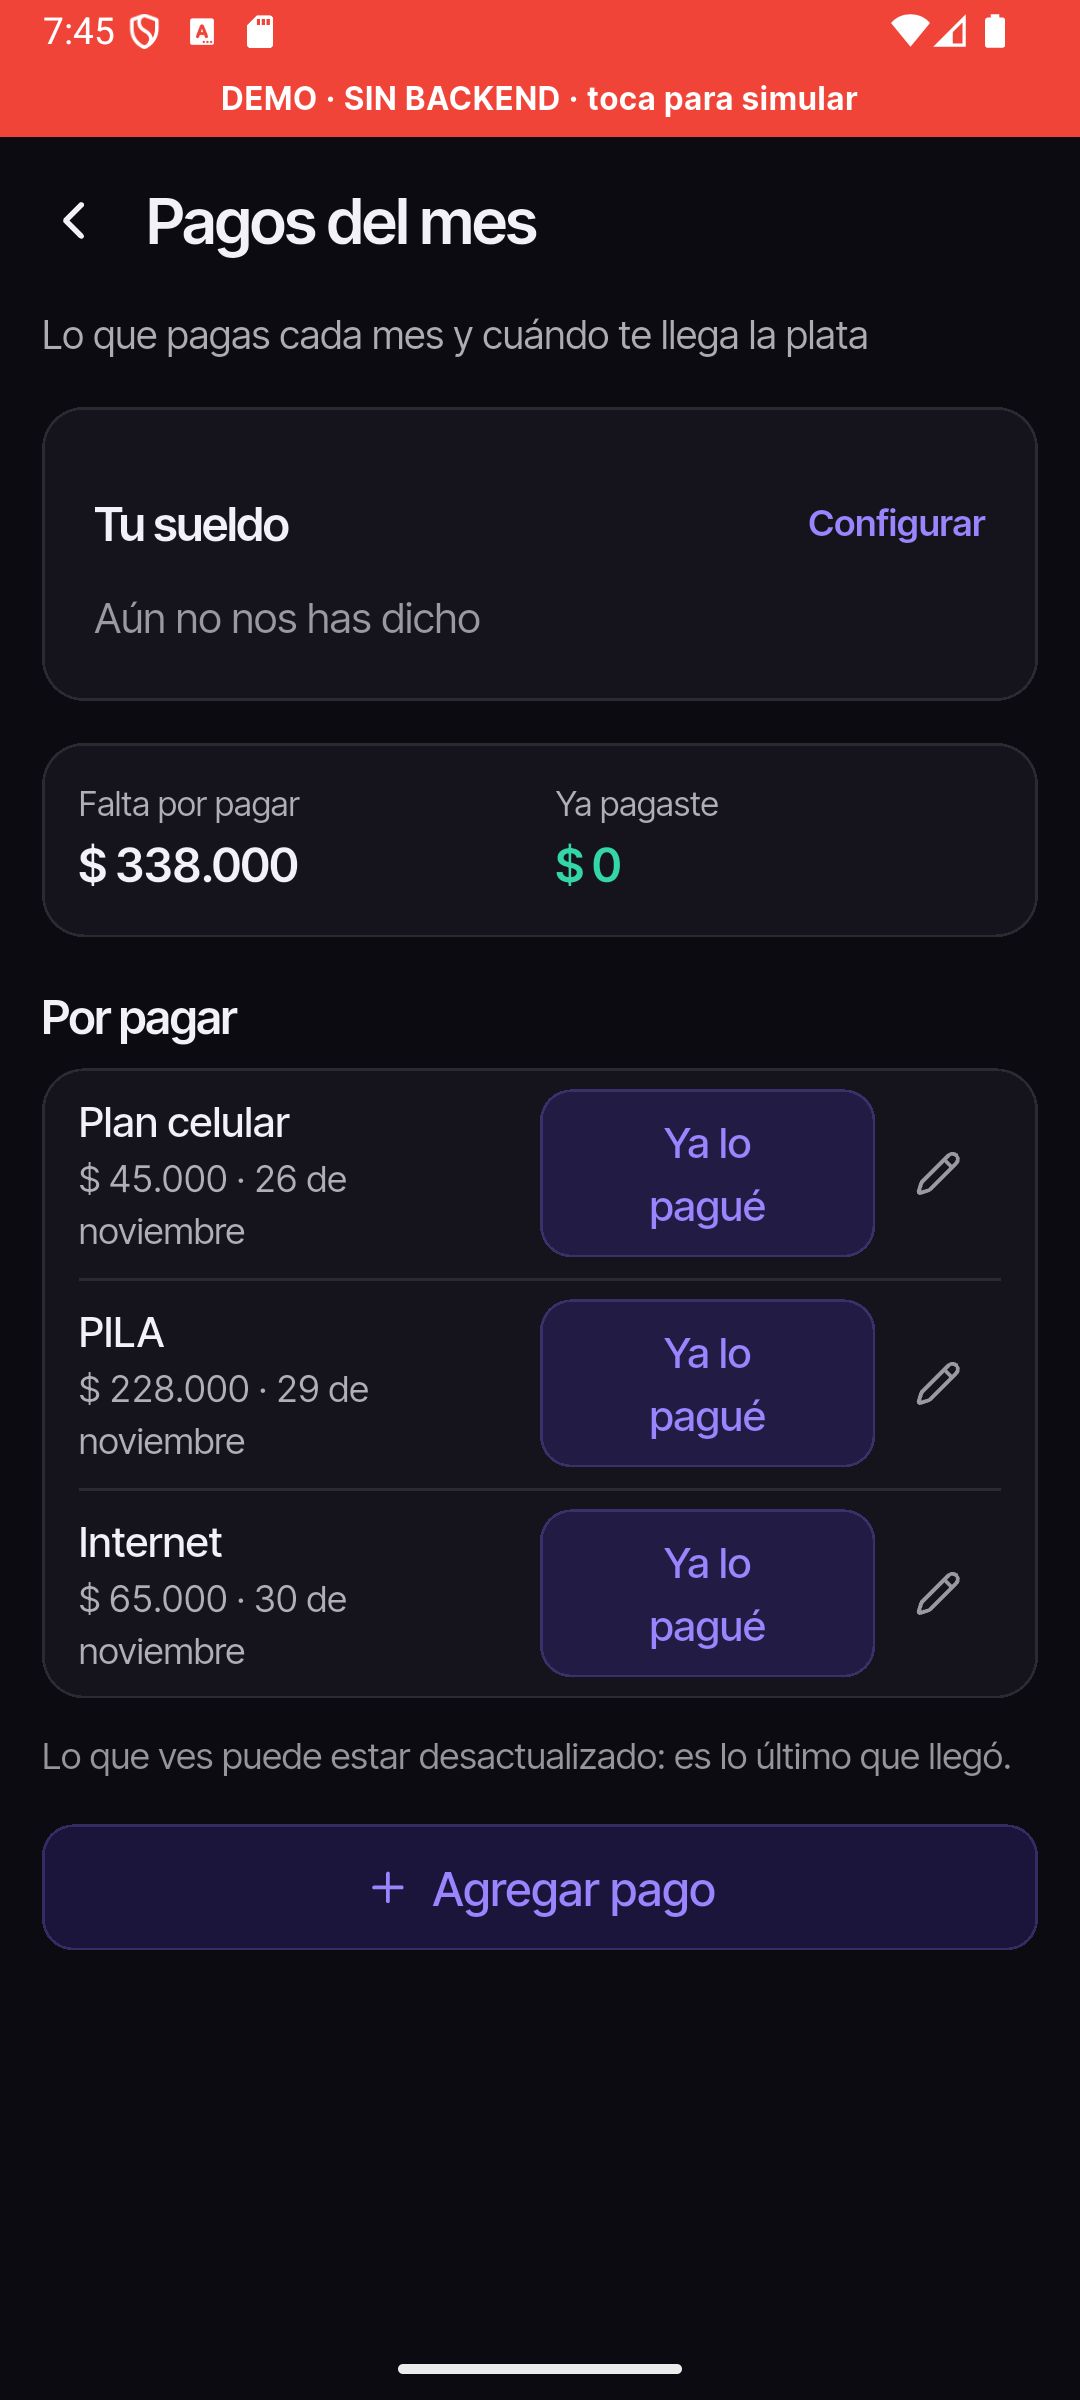 7:45
DEMO · SIN BACKEND · toca para simular
Pagos del mes
Lo que pagas cada mes y cuándo te llega la plata
Tu sueldo
Configurar
Aún no nos has dicho
Falta por pagar
Ya pagaste
$ 338.000
$ 0
Por pagar
Plan celular
$ 45.000 · 26 de
noviembre
Ya lo
pagué
PILA
$ 228.000 · 29 de
noviembre
Ya lo
pagué
Internet
$ 65.000 · 30 de
noviembre
Ya lo
pagué
Lo que ves puede estar desactualizado: es lo último que llegó.
Agregar pago